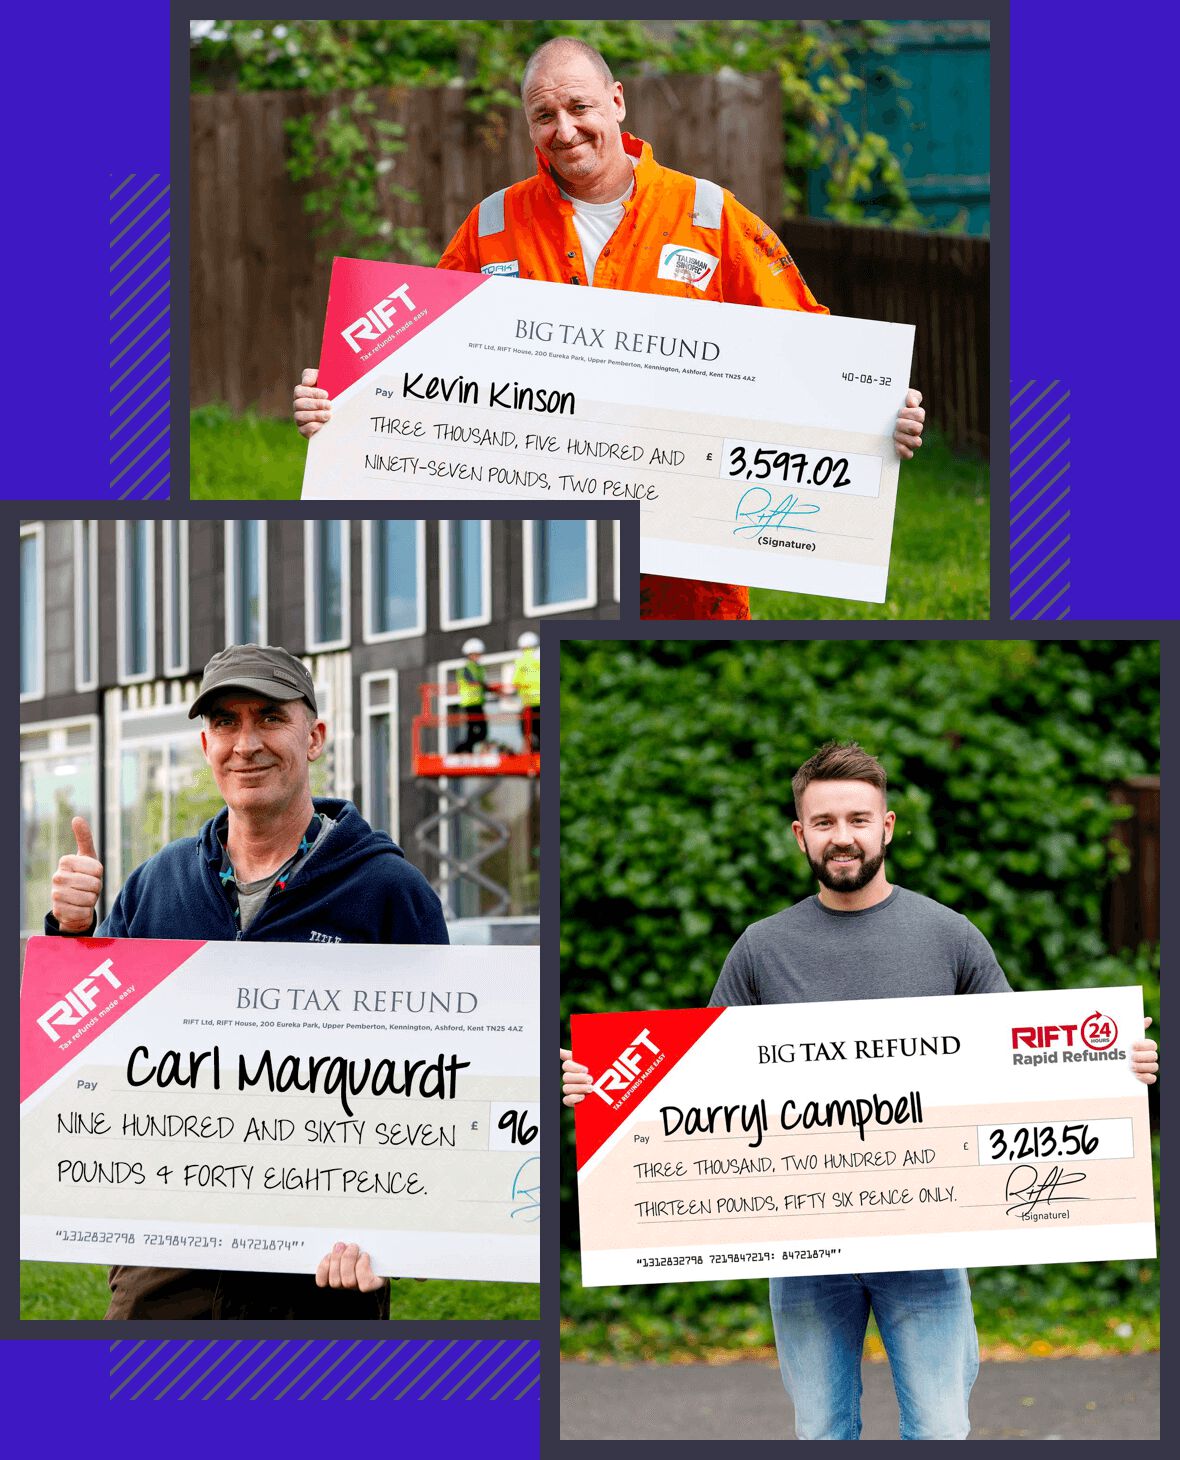 TALISMAN
SINOPEC
RIFT
Tax refunds made easy
BIG TAX REFUND
RIFT Ltd, RIFT House, 200 Eureka Park, Upper Pemberton, Kennington, Ashford, Kent TN25 4AZ
40-08-32
Pay Kevin Kinson
THREE THOUSAND, FIVE HUNDRED AND
£ 3,597.02
NINETY-SEVEN POUNDS, TWO PENCE
(Signature)
TITLE
RIFT
Tax refunds made easy
BIG TAX REFUND
RIFT Ltd, RIFT House, 200 Eureka Park, Upper Pemberton, Kennington, Ashford, Kent TN25 4AZ
Pay Carl Marquardt
NINE HUNDRED AND SIXTY SEVEN £ 96
POUNDS & FORTY EIGHT PENCE.
"1312832798 7219847219: 84721874"'
RIFT
TAX REFUNDS MADE EASY
BIG TAX REFUND
RIFT 24 HOURS
Rapid Refunds
Pay Darryl Campbell
THREE THOUSAND, TWO HUNDRED AND
£ 3,213.56
THIRTEEN POUNDS, FIFTY SIX PENCE ONLY.
(Signature)
"1312832798 7219847219: 84721874"'